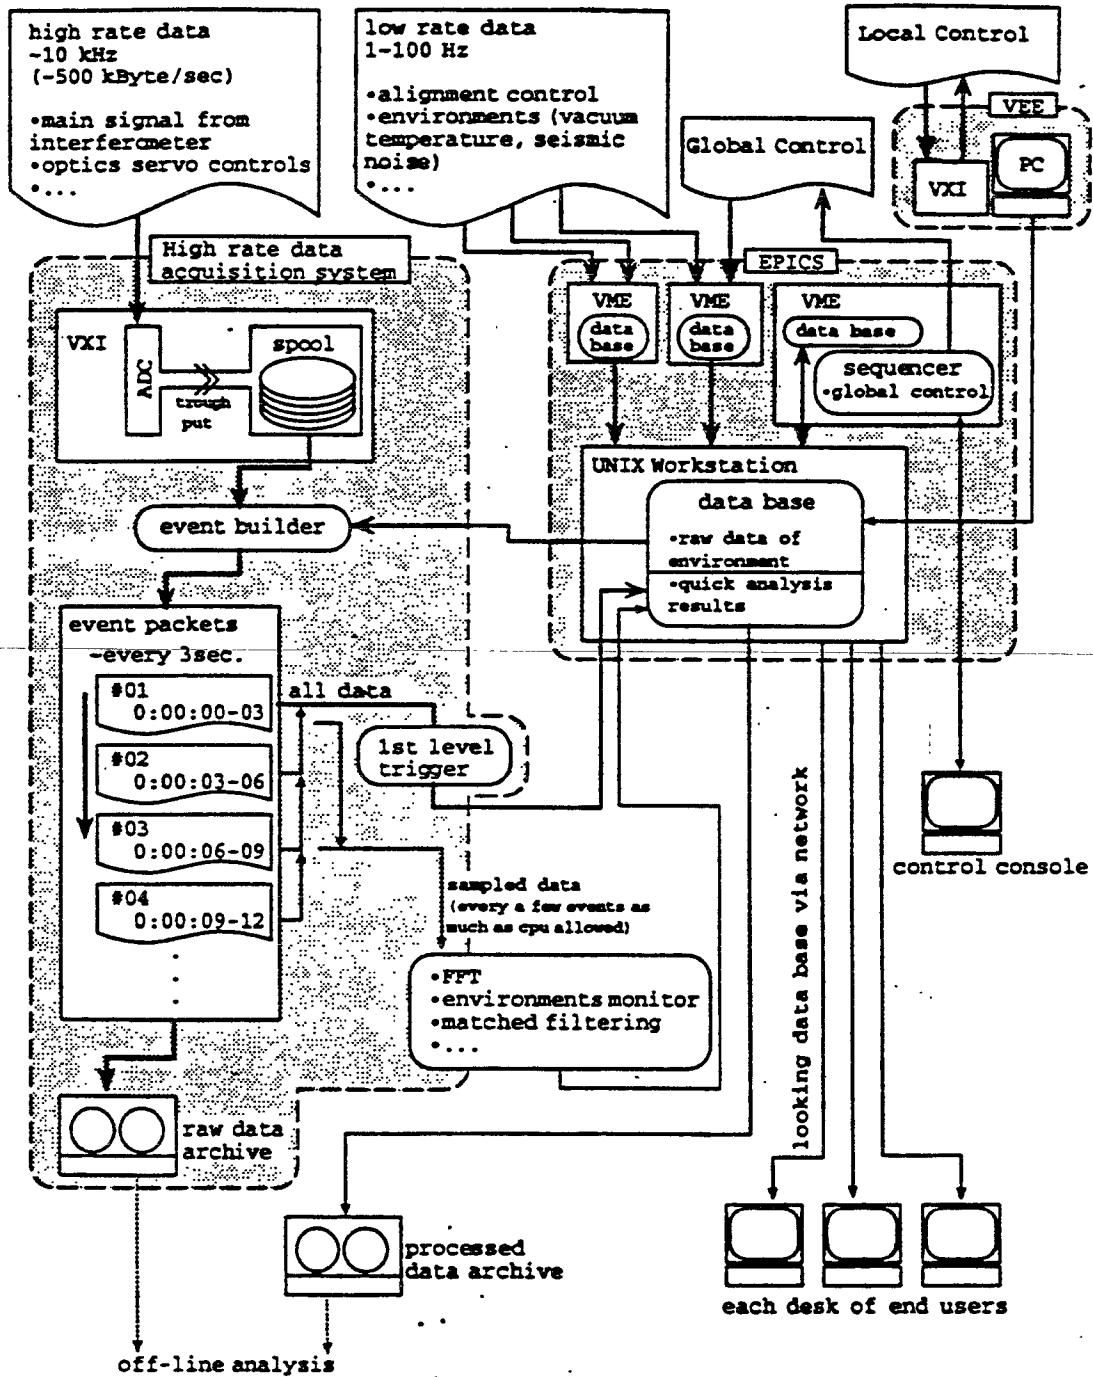 high rate data
~10 kHz
(~500 kByte/sec)
•main signal from
interferometer
•optics servo controls
•...
low rate data
1-100 Hz
•alignment control
•environments (vacuum
temperature, seismic
noise)
•...
Global Control
Local Control
VEE
VXI
PC
High rate data
acquisition system
VXI
ADC
trough
put
spool
EPICS
VME
data
base
VME
data
base
VME
data base
sequencer
•global control
UNIX Workstation
data base
•raw data of
environment
•quick analysis
results
event builder
event packets
~every 3sec.
#01
0:00:00-03
#02
0:00:03-06
#03
0:00:06-09
#04
0:00:09-12
all data
1st level
trigger
sampled data
(every a few events as
much as cpu allowed)
•FFT
•environments monitor
•matched filtering
•...
looking data base via network
control console
raw data
archive
processed
data archive
each desk of end users
off-line analysis